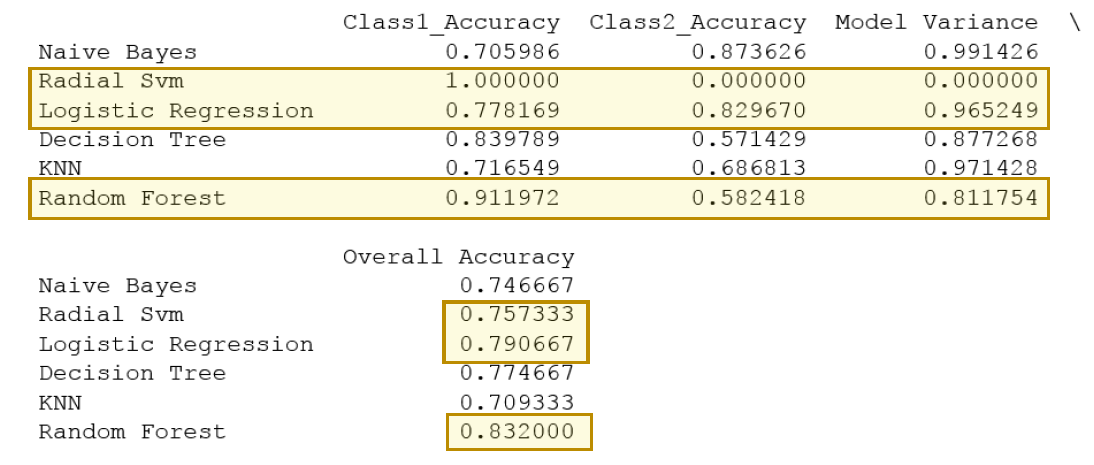 Class1_Accuracy Class2_Accuracy Model Variance \
Naive Bayes 0.705986 0.873626 0.991426
Radial Svm 1.000000 0.000000 0.000000
Logistic Regression 0.778169 0.829670 0.965249
Decision Tree 0.839789 0.571429 0.877268
KNN 0.716549 0.686813 0.971428
Random Forest 0.911972 0.582418 0.811754
Overall Accuracy
Naive Bayes 0.746667
Radial Svm 0.757333
Logistic Regression 0.790667
Decision Tree 0.774667
KNN 0.709333
Random Forest 0.832000